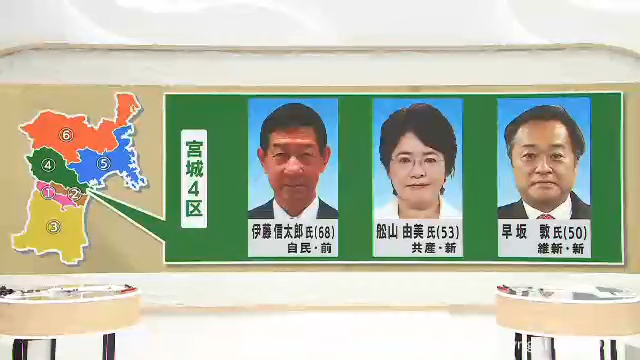 ⑥
④
⑤
①
②
③
宮城4区
伊藤 信太郎氏(68)
自民・前
舩山 由美氏(53)
共産・新
早坂 敦氏(50)
維新・新